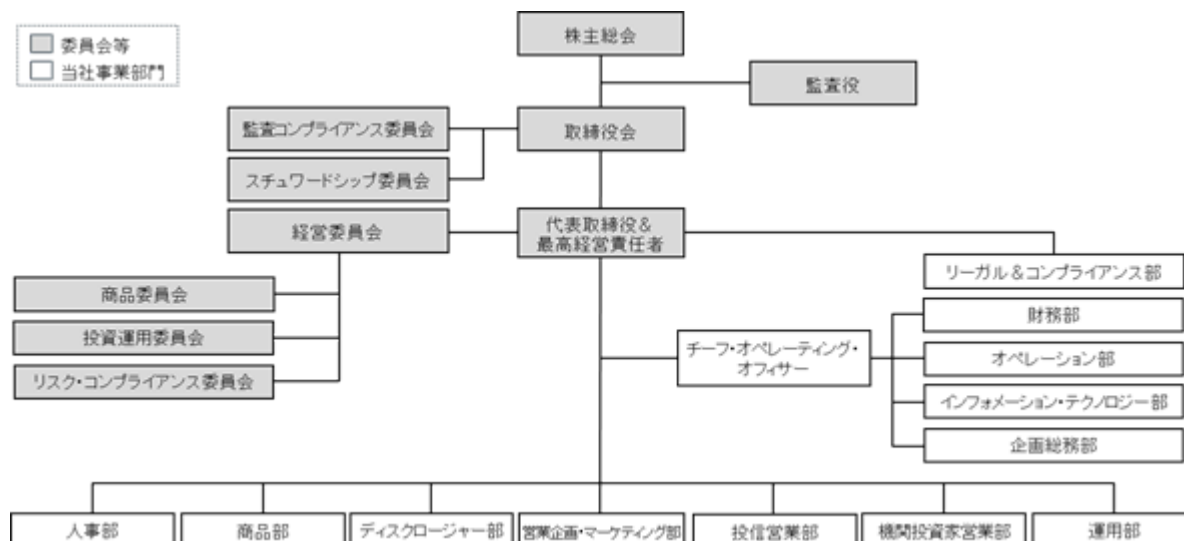 委員会等
当社事業部門
株主総会
監査役
監査コンプライアンス委員会
取締役会
スチュワードシップ委員会
経営委員会
代表取締役&
最高経営責任者
リーガル&コンプライアンス部
商品委員会
財務部
投資運用委員会
チーフ・オペレーティング・
オフィサー
オペレーション部
リスク・コンプライアンス委員会
インフォメーション・テクノロジー部
企画総務部
人事部
商品部
ディスクロージャー部
営業企画・マーケティング部
投信営業部
機関投資家営業部
運用部